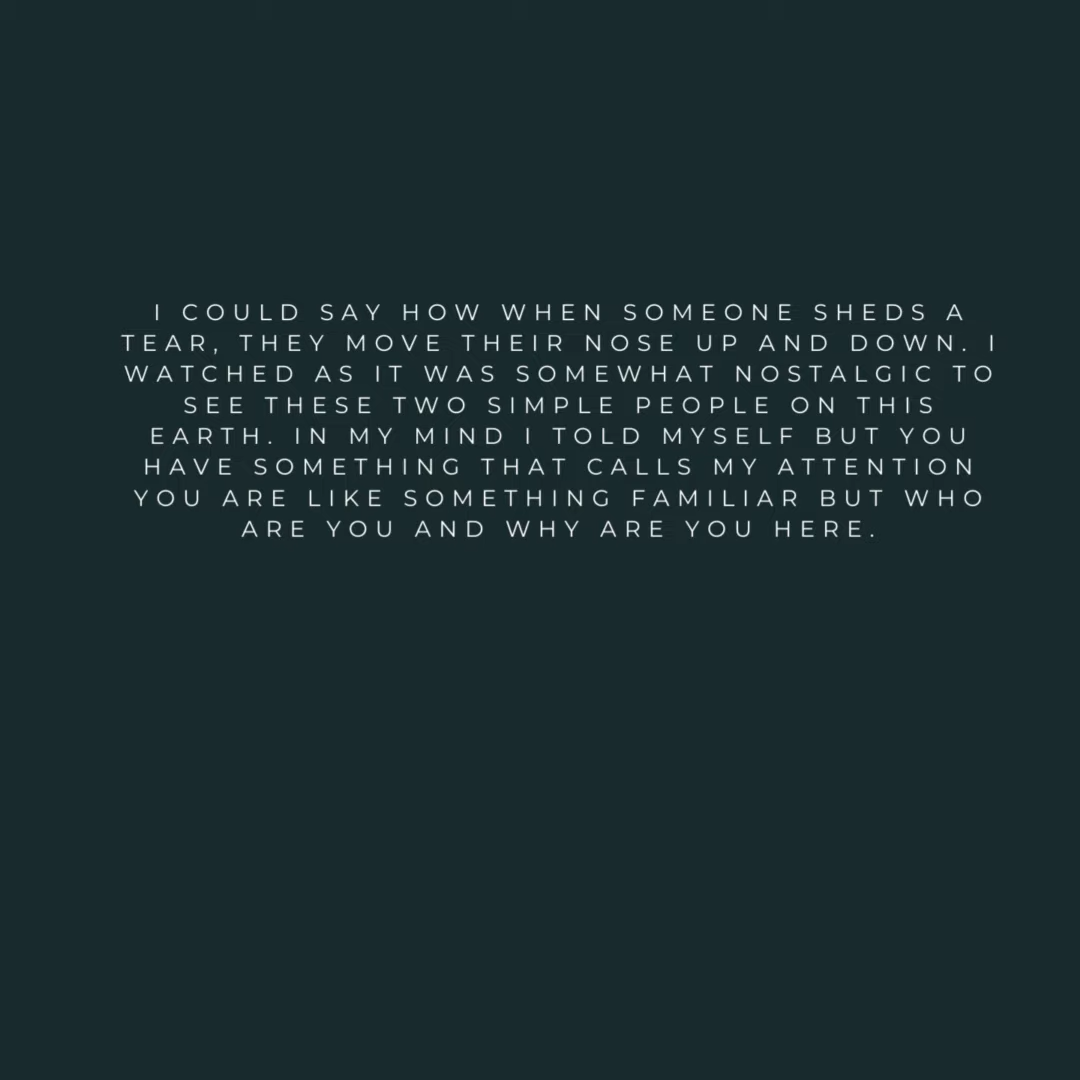 I COULD SAY HOW WHEN SOMEONE SHEDS A
TEAR, THEY MOVE THEIR NOSE UP AND DOWN. I
WATCHED AS IT WAS SOMEWHAT NOSTALGIC TO
SEE THESE TWO SIMPLE PEOPLE ON THIS
EARTH. IN MY MIND I TOLD MYSELF BUT YOU
HAVE SOMETHING THAT CALLS MY ATTENTION
YOU ARE LIKE SOMETHING FAMILIAR BUT WHO
ARE YOU AND WHY ARE YOU HERE.